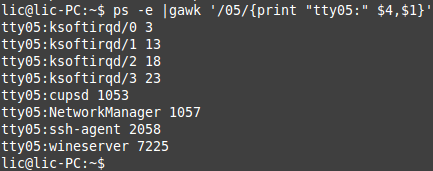 lic@lic-PC:~$ ps -e |gawk '/05/{print "tty05:" $4,$1}'
tty05:ksoftirqd/0 3
tty05:ksoftirqd/1 13
tty05:ksoftirqd/2 18
tty05:ksoftirqd/3 23
tty05:cupsd 1053
tty05:NetworkManager 1057
tty05:ssh-agent 2058
tty05:wineserver 7225
lic@lic-PC:~$